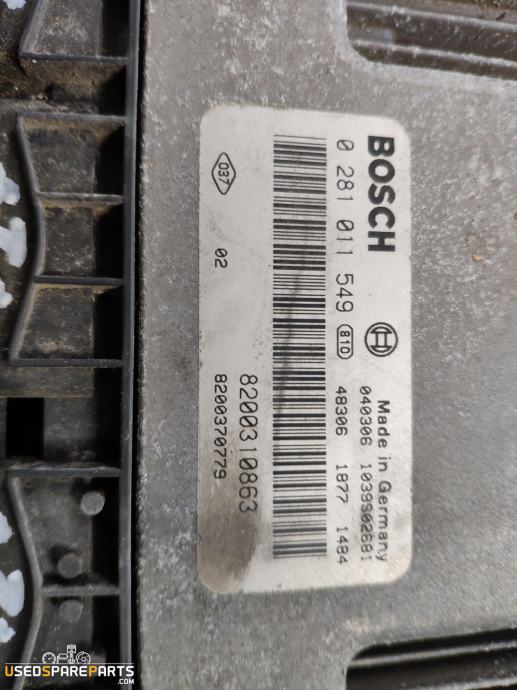 BOSCH
0 281 011 549 810
Made in Germany
040306 1039S02681
48306 1877 1484
8200310863
037 02 8200370779
USEDSPAREPARTS.COM